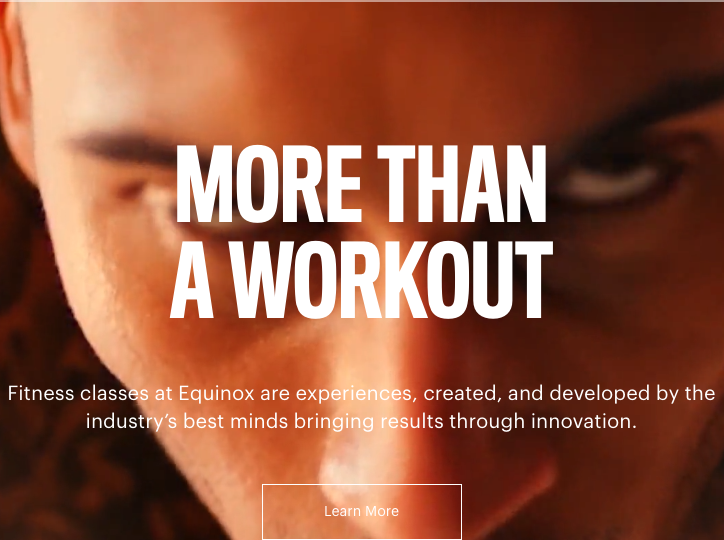 MORE THAN
A WORKOUT
Fitness classes at Equinox are experiences, created, and developed by the
industry’s best minds bringing results through innovation.
Learn More